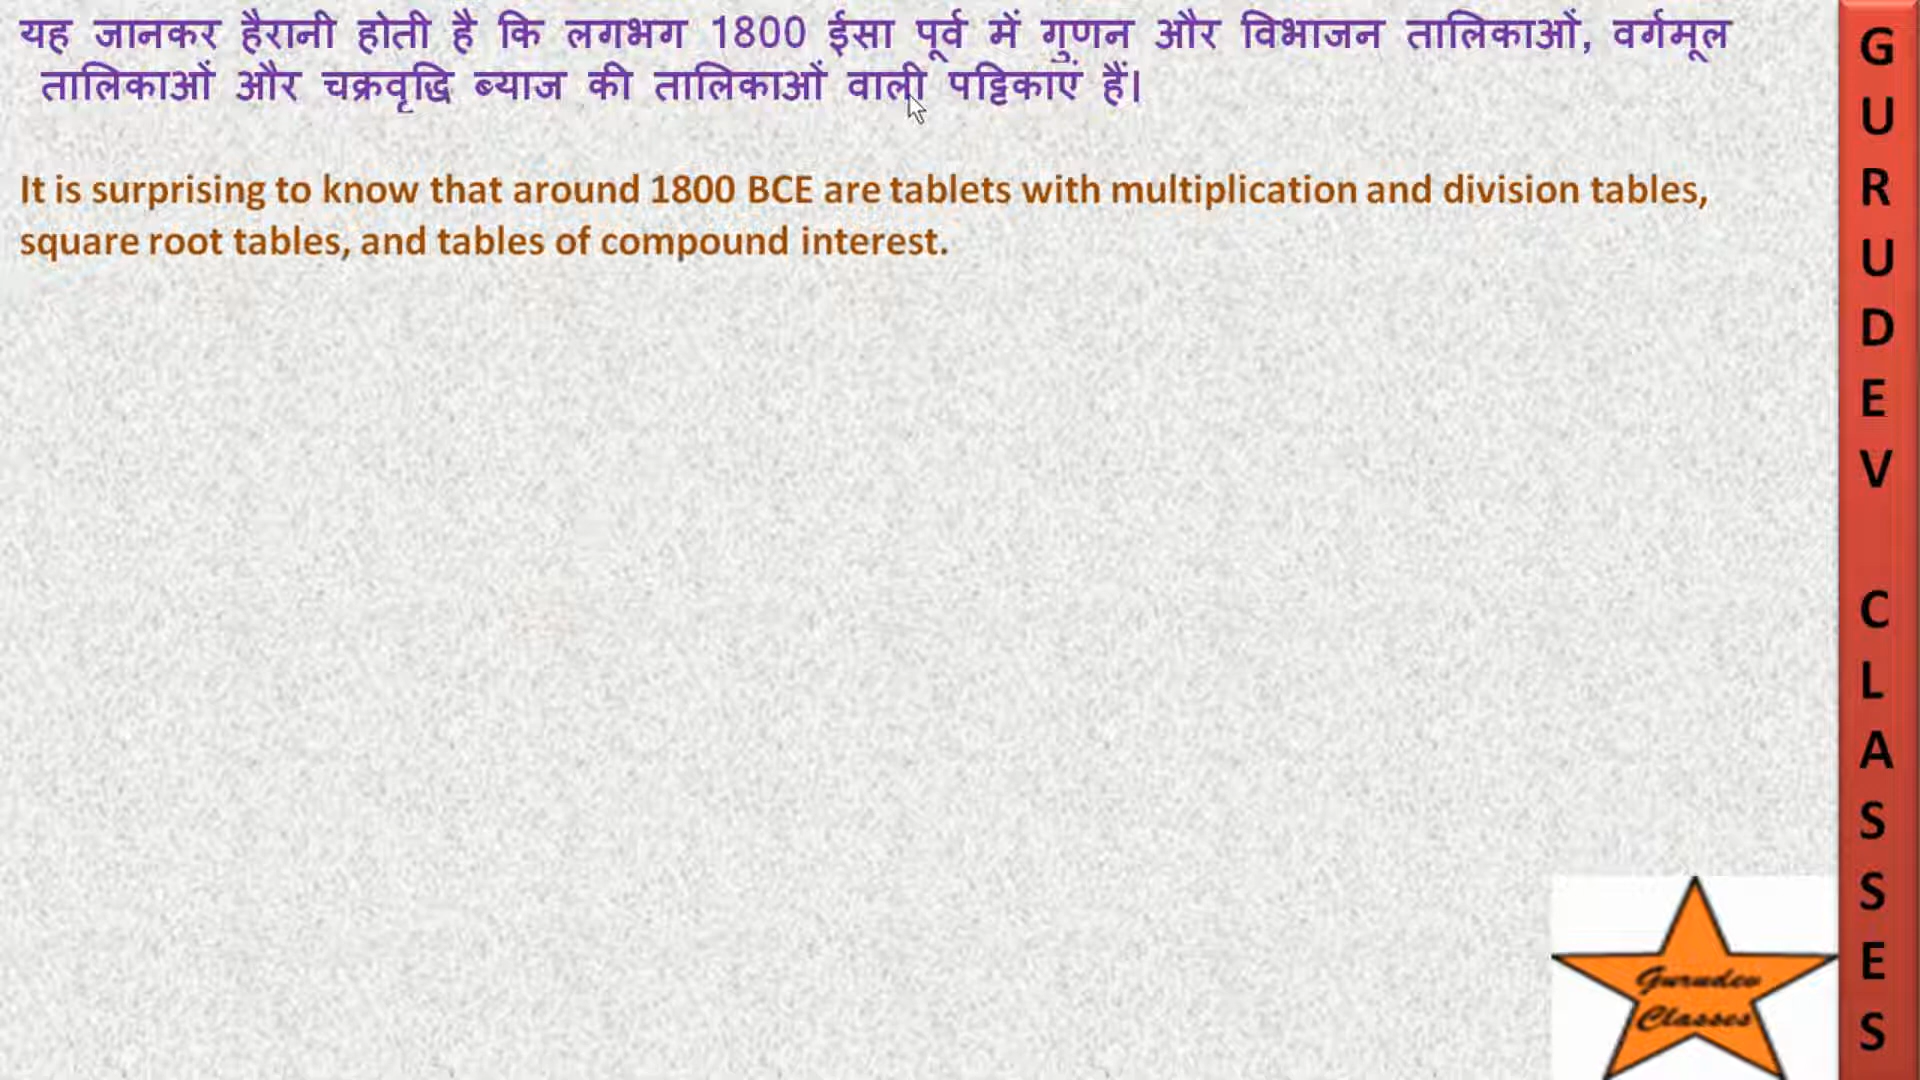 यह जानकर हैरानी होती है कि लगभग 1800 ईसा पूर्व में गुणन और विभाजन तालिकाओं, वर्गमूल
तालिकाओं और चक्रवृद्धि ब्याज की तालिकाओं वाली पट्टिकाएं हैं।
It is surprising to know that around 1800 BCE are tablets with multiplication and division tables,
square root tables, and tables of compound interest.
GURUDEV CLASSES
Gurudev
Classes